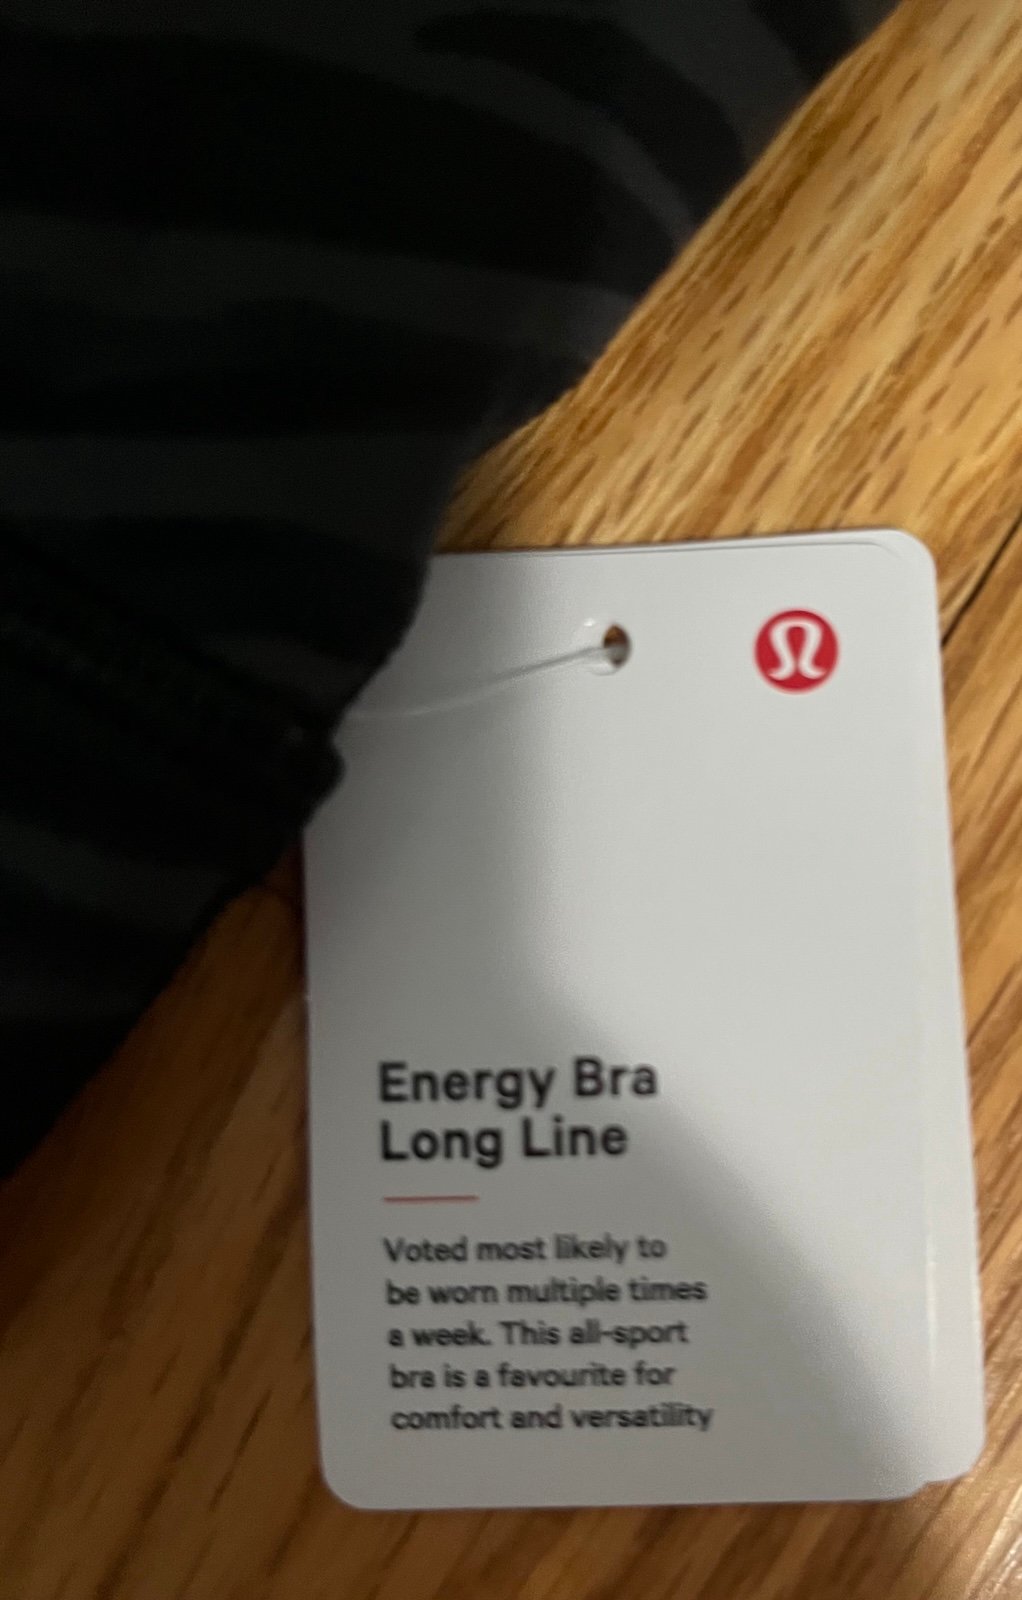 Energy Bra
Long Line
Voted most likely to
be worn multiple times
a week. This all-sport
bra is a favourite for
comfort and versatility